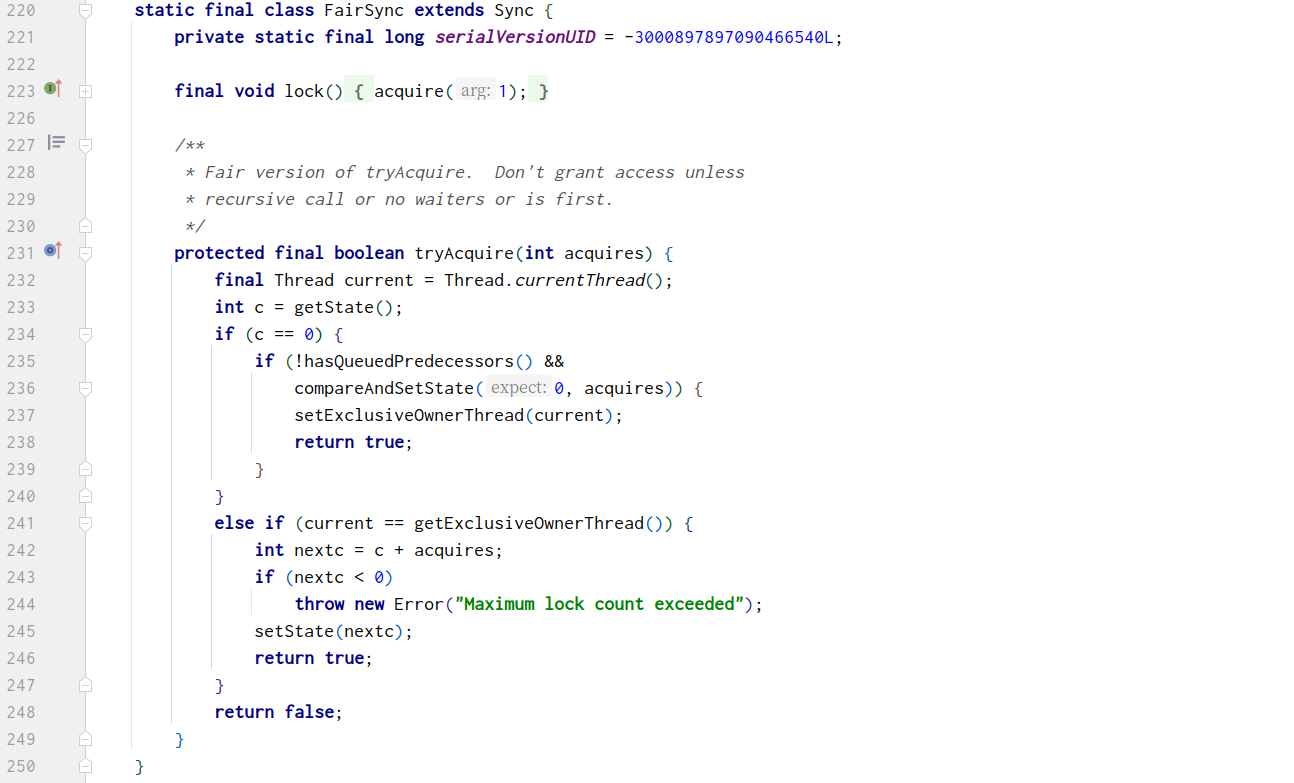 220 static final class FairSync extends Sync {
221 private static final long serialVersionUID = -3000897897090466540L;
222
223 final void lock() { acquire( arg: 1); }
226
227 /**
228 * Fair version of tryAcquire.  Don't grant access unless
229 * recursive call or no waiters or is first.
230 */
231 protected final boolean tryAcquire(int acquires) {
232 final Thread current = Thread.currentThread();
233 int c = getState();
234 if (c == 0) {
235 if (!hasQueuedPredecessors() &&
236 compareAndSetState( expect: 0, acquires)) {
237 setExclusiveOwnerThread(current);
238 return true;
239 }
240 }
241 else if (current == getExclusiveOwnerThread()) {
242 int nextc = c + acquires;
243 if (nextc < 0)
244 throw new Error("Maximum lock count exceeded");
245 setState(nextc);
246 return true;
247 }
248 return false;
249 }
250 }